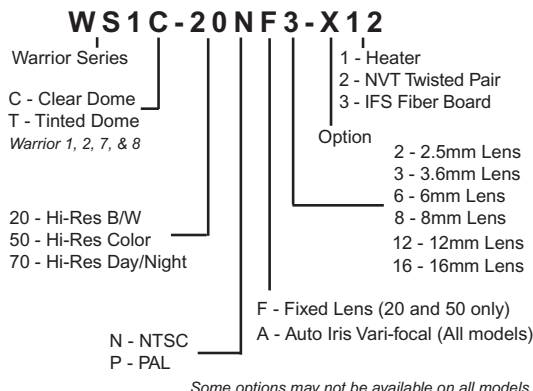 WS1C-20NF3-X12
Warrior Series
C - Clear Dome
T - Tinted Dome
Warrior 1, 2, 7, & 8
1 - Heater
2 - NVT Twisted Pair
3 - IFS Fiber Board
Option
2 - 2.5mm Lens
3 - 3.6mm Lens
6 - 6mm Lens
8 - 8mm Lens
12 - 12mm Lens
16 - 16mm Lens
20 - Hi-Res B/W
50 - Hi-Res Color
70 - Hi-Res Day/Night
F - Fixed Lens (20 and 50 only)
A - Auto Iris Vari-focal (All models)
N - NTSC
P - PAL
Some options may not be available on all models